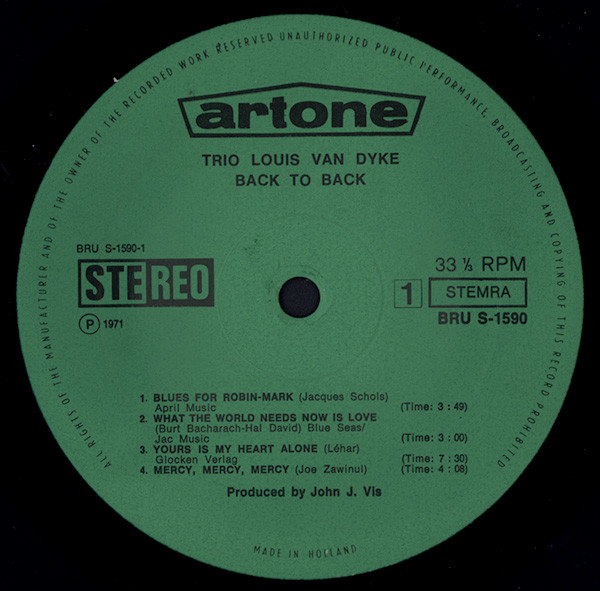 ALL RIGHTS OF THE MANUFACTURER AND OF THE OWNER OF THE RECORDED WORK RESERVED UNAUTHORIZED PUBLIC PERFORMANCE, BROADCASTING AND COPYING OF THIS RECORD PROHIBITED
artone
TRIO LOUIS VAN DYKE
BACK TO BACK
BRU S-1590-1
STEREO
33 ⅓ RPM
1 STEMRA
Ⓟ 1971
BRU S-1590
1. BLUES FOR ROBIN-MARK (Jacques Schols)
April Music (Time: 3 : 49)
2. WHAT THE WORLD NEEDS NOW IS LOVE
(Burt Bacharach-Hal David) Blue Seas/
Jac Music (Time: 3 : 00)
3. YOURS IS MY HEART ALONE (Léhar)
Glocken Verlag (Time: 7 : 30)
4. MERCY, MERCY, MERCY (Joe Zawinul) (Time: 4 : 08)
Produced by John J. Vis
MADE IN HOLLAND